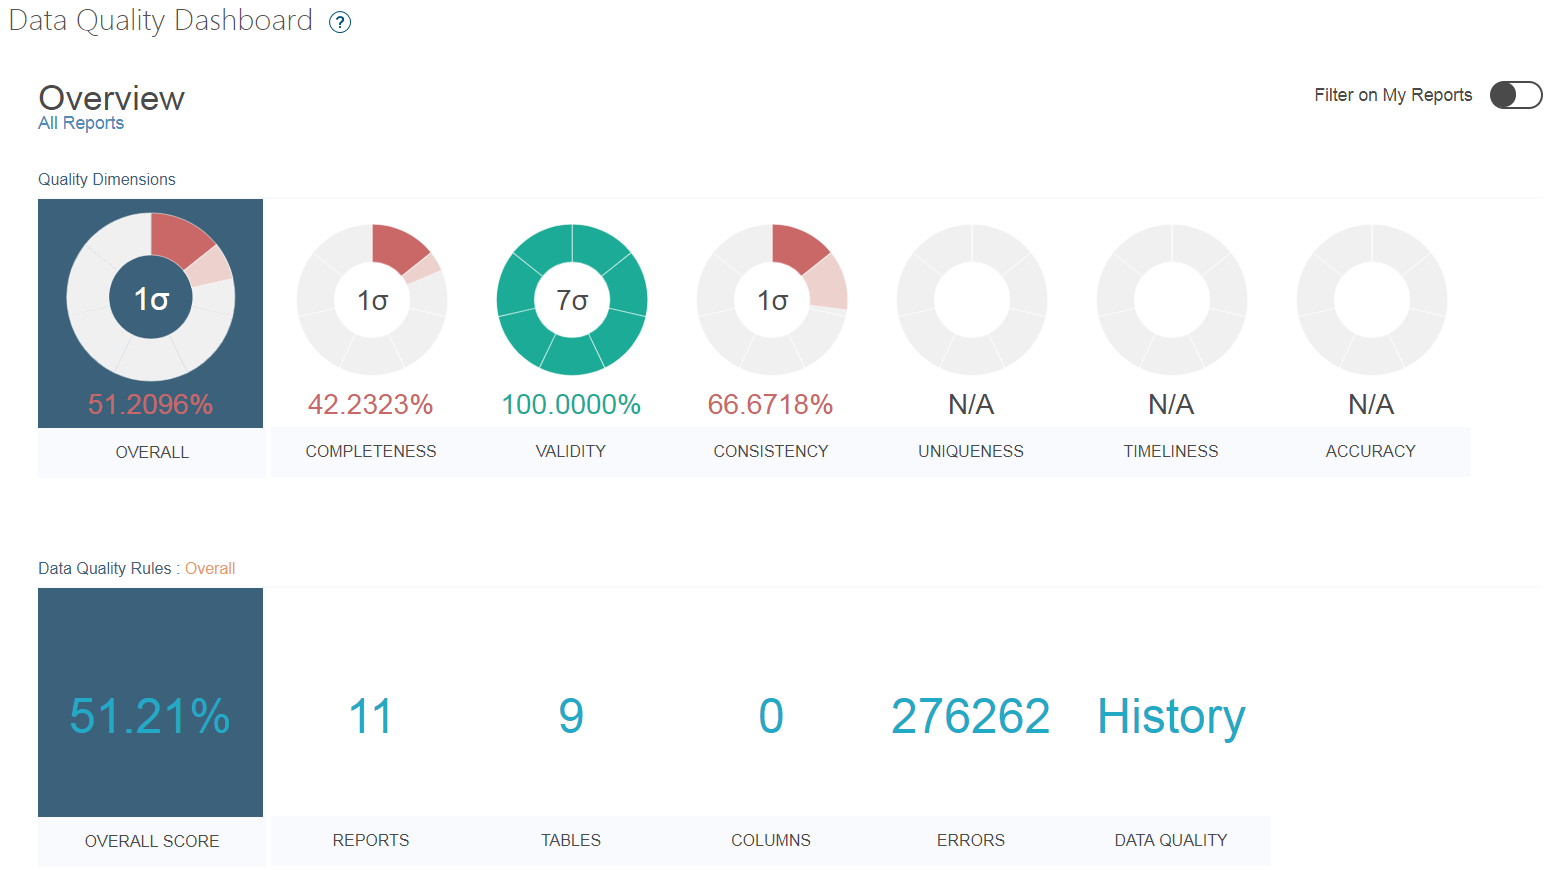 Data Quality Dashboard ?
Overview
Filter on My Reports
All Reports
Quality Dimensions
1σ 1σ 7σ 1σ
51.2096% 42.2323% 100.0000% 66.6718% N/A N/A N/A
OVERALL COMPLETENESS VALIDITY CONSISTENCY UNIQUENESS TIMELINESS ACCURACY
Data Quality Rules : Overall
51.21% 11 9 0 276262 History
OVERALL SCORE REPORTS TABLES COLUMNS ERRORS DATA QUALITY